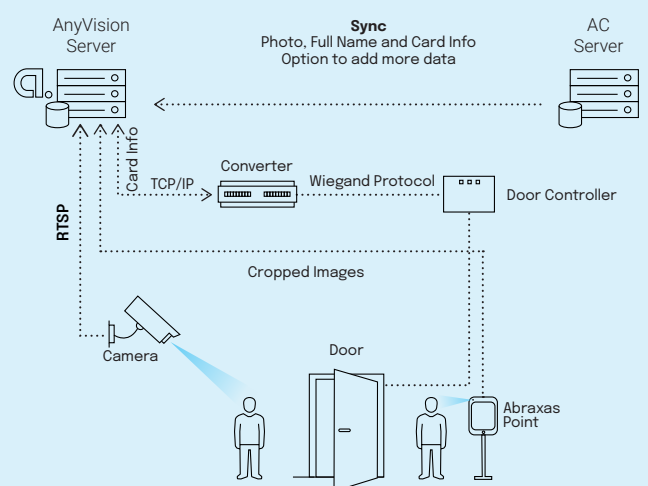 AnyVision
Server
Sync
Photo, Full Name and Card Info
Option to add more data
AC
Server
a.
Card Info
TCP/IP
Converter
Wiegand Protocol
Door Controller
RTSP
Cropped Images
Camera
Door
Abraxas
Point